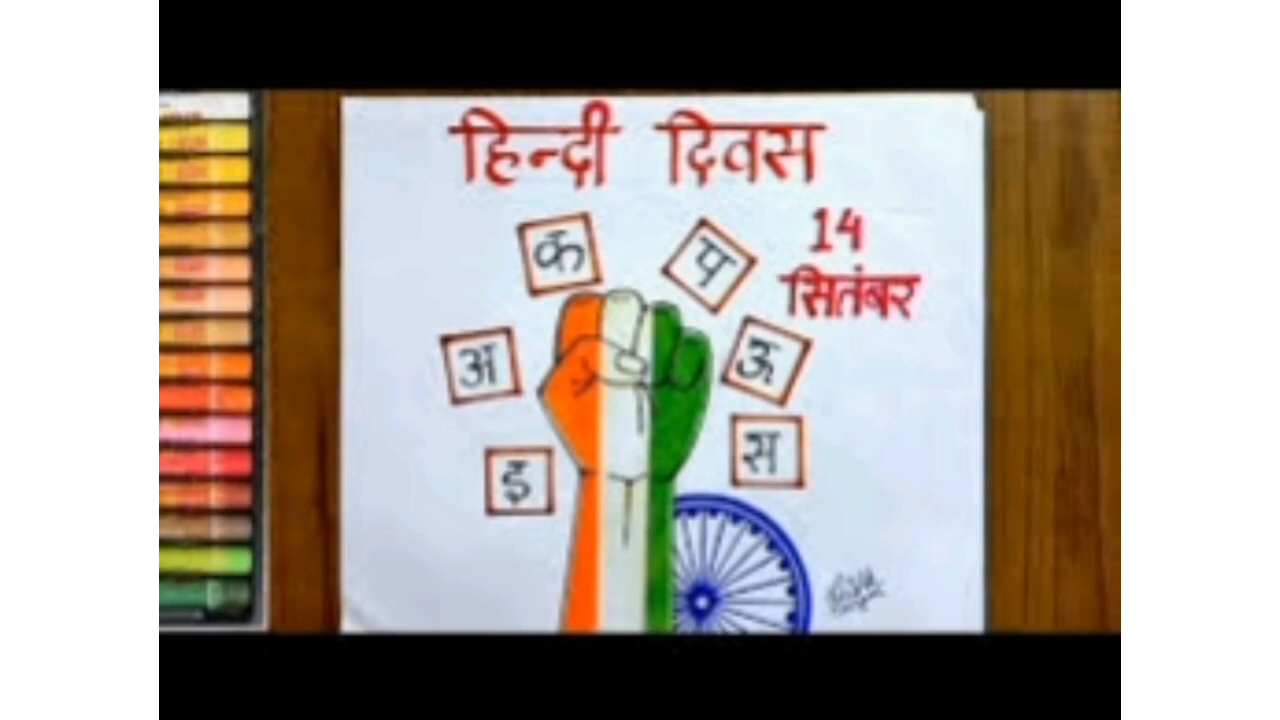 हिन्दी दिवस
14
सितंबर
क
प
अ
ऊ
इ
स